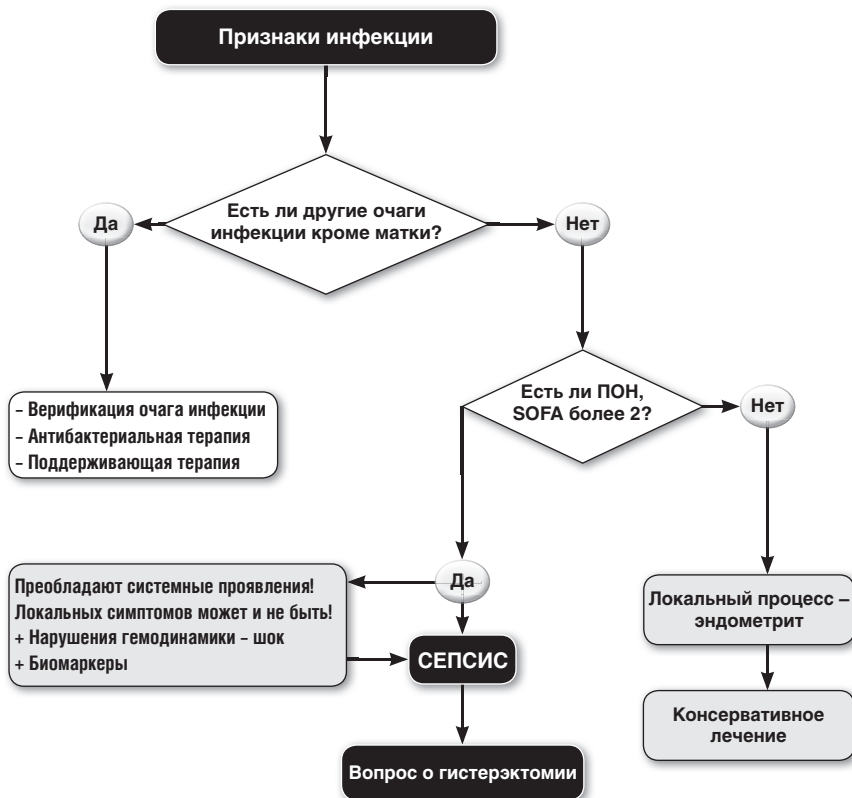 Признаки инфекции
Есть ли другие очаги
инфекции кроме матки?
Да
Нет
– Верификация очага инфекции
– Антибактериальная терапия
– Поддерживающая терапия
Есть ли ПОН,
SOFA более 2?
Нет
Да
Преобладают системные проявления!
Локальных симптомов может и не быть!
+ Нарушения гемодинамики – шок
+ Биомаркеры
СЕПСИС
Локальный процесс –
эндометрит
Консервативное
лечение
Вопрос о гистерэктомии